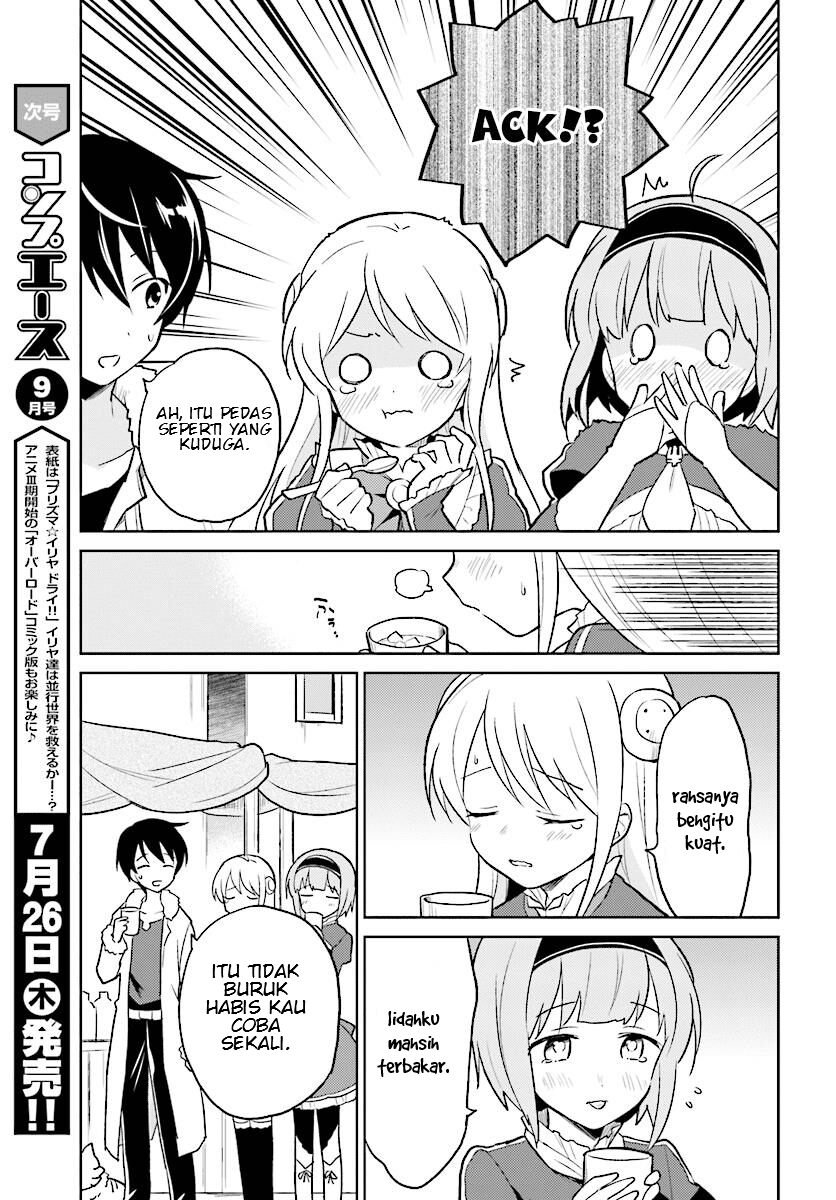 ACK!?
AH, ITU PEDAS
SEPERTI YANG
KUDUGA.
ふぅ
rahsanya
bengitu
kuat.
lidahku
mahsin
terbakar.
ITU TIDAK
BURUK
HABIS KAU
COBA
SEKALI.
次号
コンプエース
9
月号
表紙は「プリズマ☆イリヤ ドライ!!」イリヤ達は並行世界を救えるか…?
アニメⅢ期開始の「オーバーロード」コミック版もお楽しみに♪
7月26日㊍発売!!